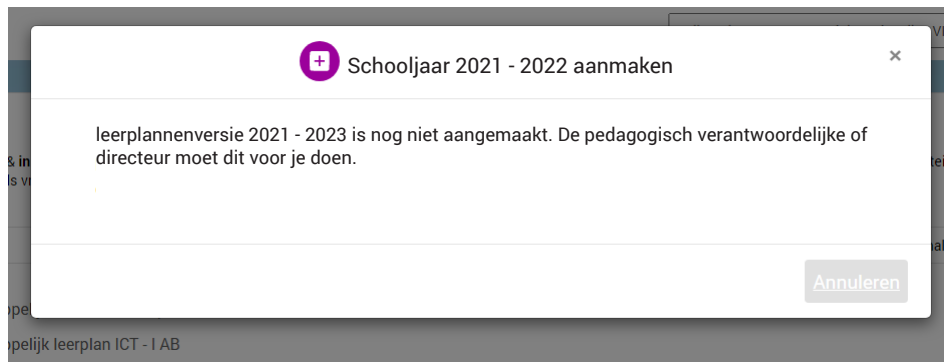 Schooljaar 2021 - 2022 aanmaken
×
leerplannenversie 2021 - 2023 is nog niet aangemaakt. De pedagogisch verantwoordelijke of
directeur moet dit voor je doen.
Annuleren
leerplan ICT - I AB